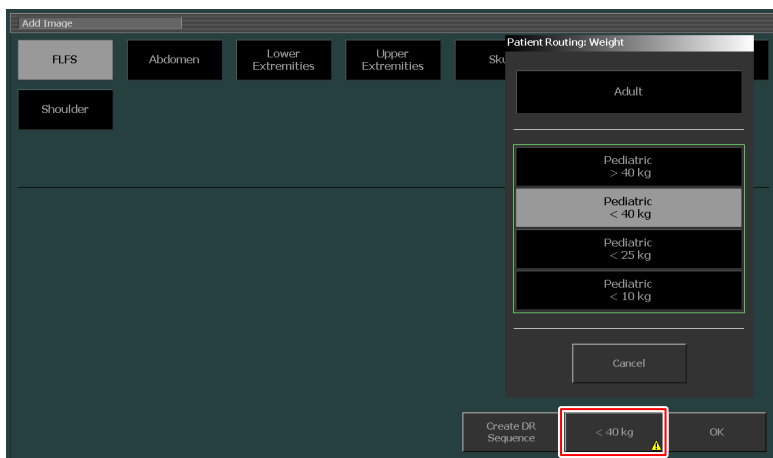 Add Image
FLFS
Abdomen
Lower
Extremities
Upper
Extremities
Shoulder
Patient Routing: Weight
Adult
Pediatric
> 40 kg
Pediatric
< 40 kg
Pediatric
< 25 kg
Pediatric
< 10 kg
Cancel
Create DR
Sequence
< 40 kg
OK